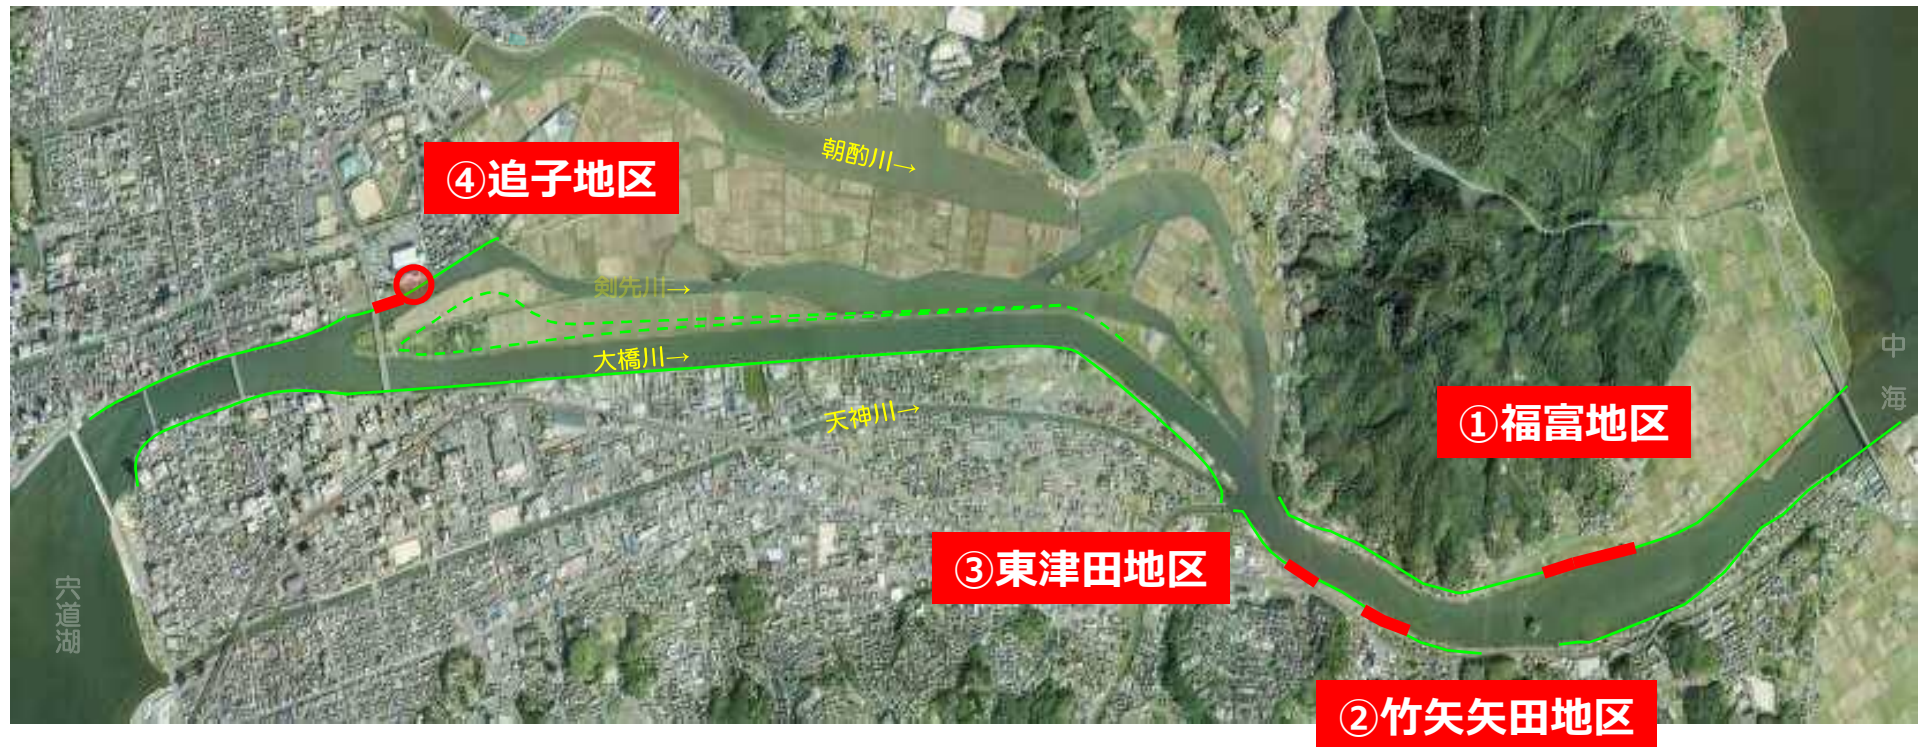 朝酌川→
④追子地区
剣先川→
大橋川→
中海
①福富地区
天神川→
③東津田地区
宍道湖
②竹矢矢田地区